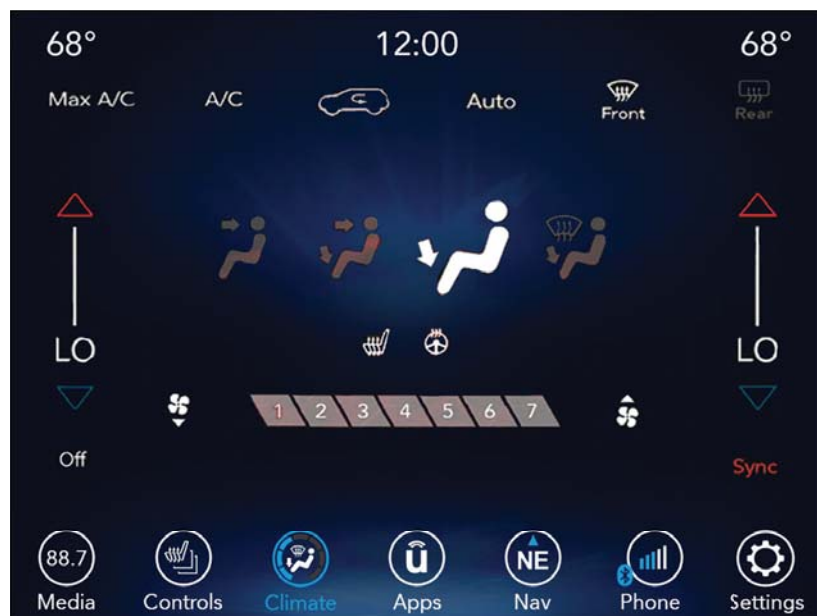 68° 12:00 68°
Max A/C A/C Auto Front Rear
LO LO
1 2 3 4 5 6 7
Off Sync
88.7 û NE
Media Controls Climate Apps Nav Phone Settings